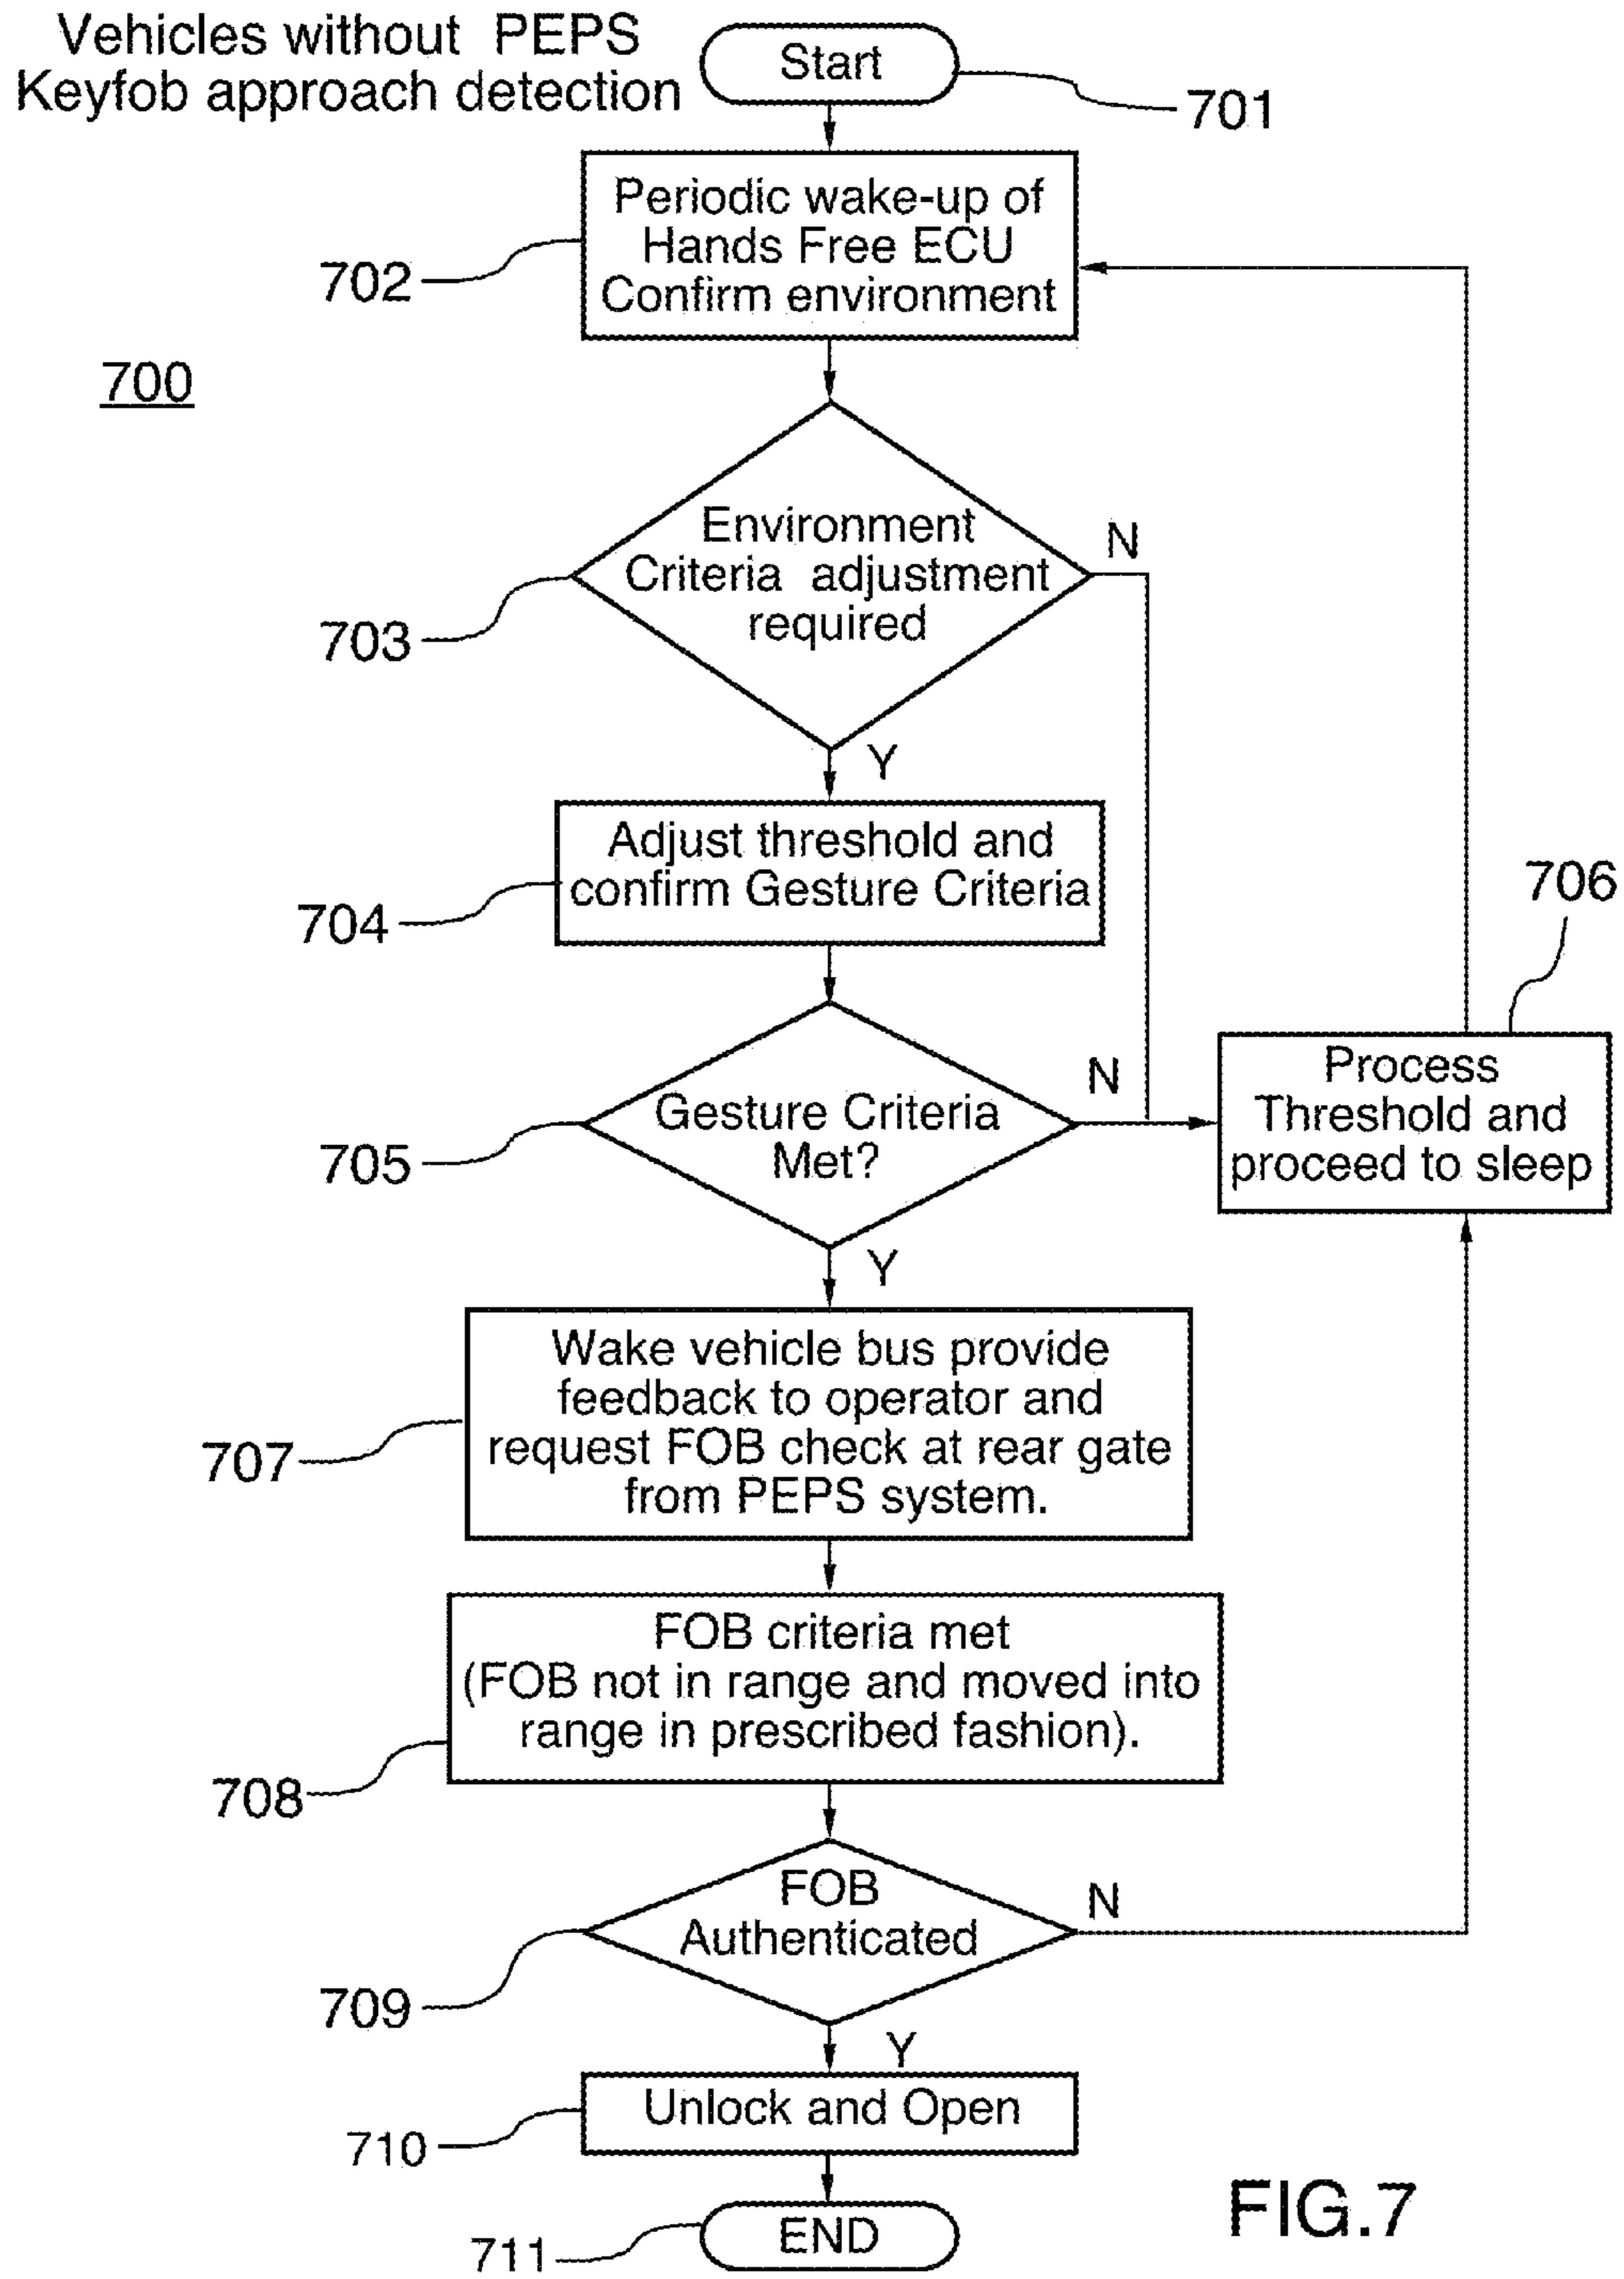 Vehicles without PEPS
Keyfob approach detection
Start
701
Periodic wake-up of
Hands Free ECU
Confirm environment
702
700
Environment
Criteria adjustment
required
N
703
Y
Adjust threshold and
confirm Gesture Criteria
704
706
Gesture Criteria
Met?
N
705
Process
Threshold and
proceed to sleep
Y
Wake vehicle bus provide
feedback to operator and
request FOB check at rear gate
from PEPS system.
707
FOB criteria met
(FOB not in range and moved into
range in prescribed fashion).
708
FOB
Authenticated
N
709
Y
Unlock and Open
710
END
711
FIG.7